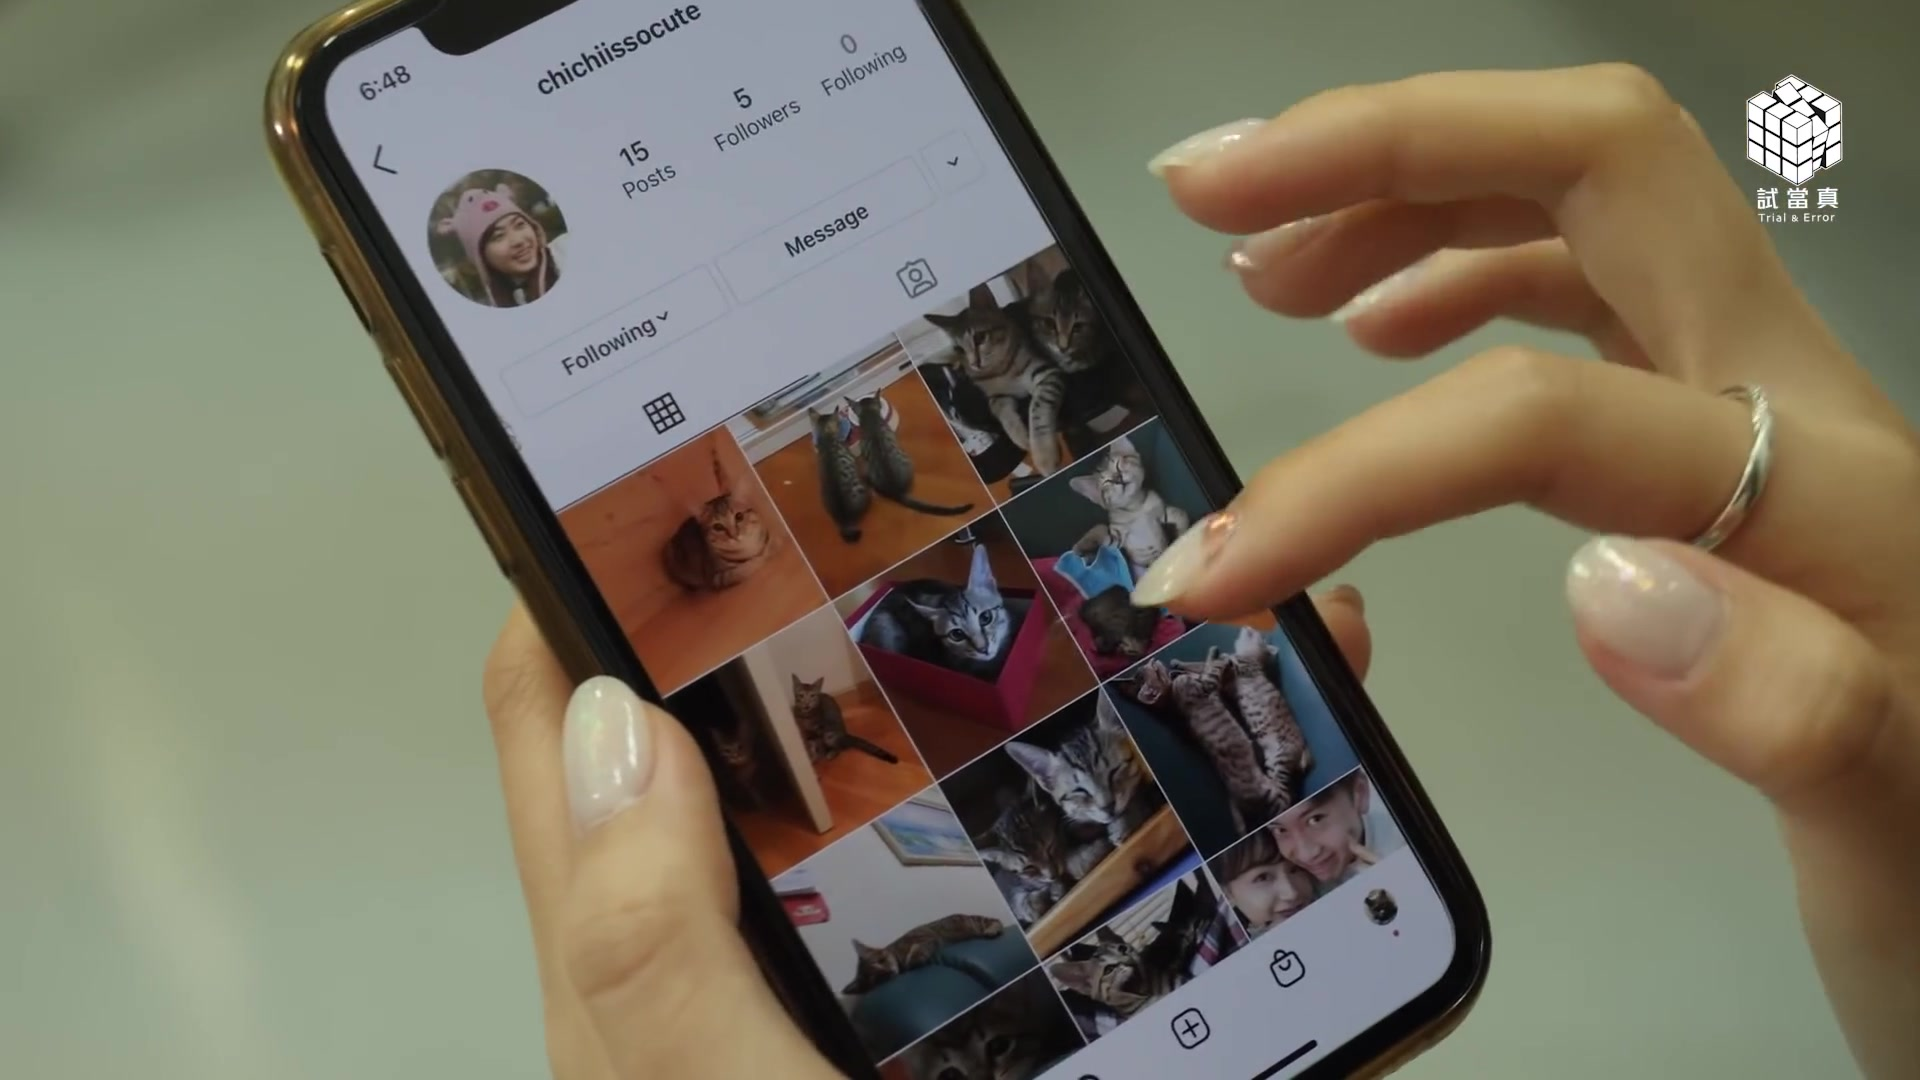 6:48
chichiissocute
15
Posts
5
Followers
0
Following
Following
Message
試當真
Trial & Error